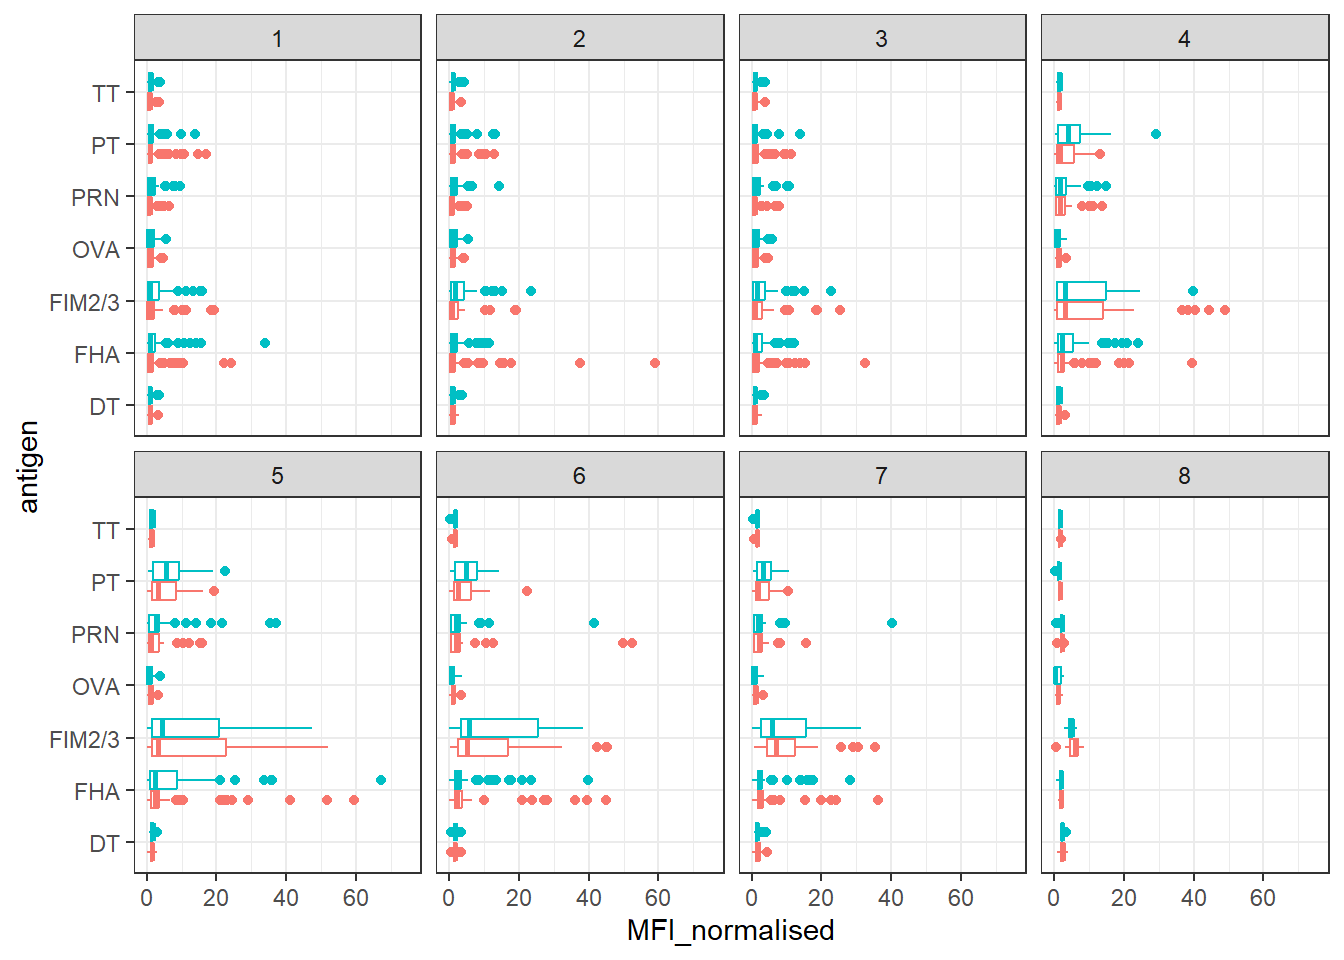 1 2 3 4
TT
PT
PRN
OVA
FIM2/3
FHA
DT
antigen
5 6 7 8
TT
PT
PRN
OVA
FIM2/3
FHA
DT
0 20 40 60 0 20 40 60 0 20 40 60 0 20 40 60
MFI_normalised